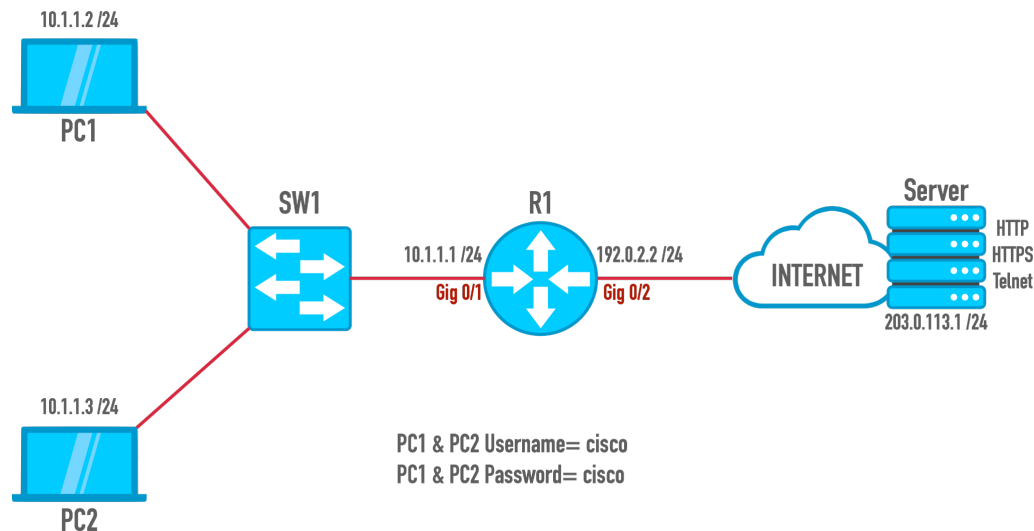 10.1.1.2 /24
PC1
SW1
R1
Server
HTTP
HTTPS
Telnet
10.1.1.1 /24
192.0.2.2 /24
Gig 0/1
Gig 0/2
INTERNET
203.0.113.1 /24
10.1.1.3 /24
PC2
PC1 & PC2 Username= cisco
PC1 & PC2 Password= cisco